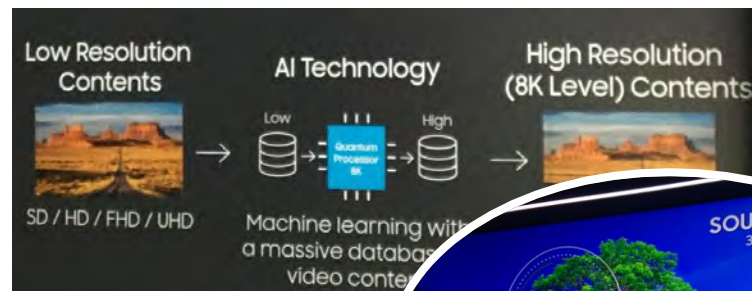 Low Resolution
Contents
SD / HD / FHD / UHD
AI Technology
Low
High
Quantum
Processor
8K
Machine learning with
a massive
video
High Resolution
(8K Level) Contents